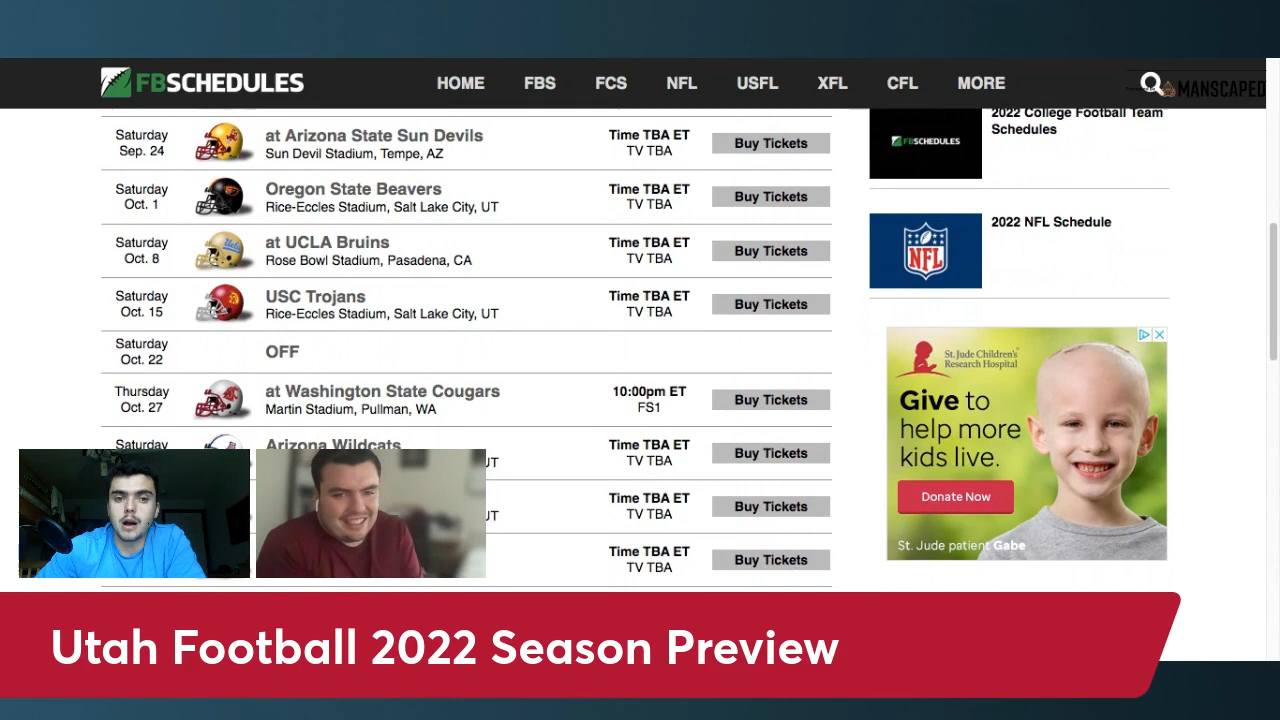 FBSCHEDULES
HOME FBS FCS NFL USFL XFL CFL MORE
MANSCAPED
Saturday
Sep. 24
at Arizona State Sun Devils
Sun Devil Stadium, Tempe, AZ
Time TBA ET
TV TBA
Buy Tickets
Saturday
Oct. 1
Oregon State Beavers
Rice-Eccles Stadium, Salt Lake City, UT
Time TBA ET
TV TBA
Buy Tickets
Saturday
Oct. 8
at UCLA Bruins
Rose Bowl Stadium, Pasadena, CA
Time TBA ET
TV TBA
Buy Tickets
Saturday
Oct. 15
USC Trojans
Rice-Eccles Stadium, Salt Lake City, UT
Time TBA ET
TV TBA
Buy Tickets
Saturday
Oct. 22
OFF
Thursday
Oct. 27
at Washington State Cougars
Martin Stadium, Pullman, WA
10:00pm ET
FS1
Buy Tickets
Saturday
Arizona Wildcats
UT
Time TBA ET
TV TBA
Buy Tickets
UT
Time TBA ET
TV TBA
Buy Tickets
Time TBA ET
TV TBA
Buy Tickets
FBSCHEDULES
2022 College Football Team
Schedules
NFL
2022 NFL Schedule
St. Jude Children's
Research Hospital
Give to
help more
kids live.
Donate Now
St. Jude patient Gabe
Utah Football 2022 Season Preview